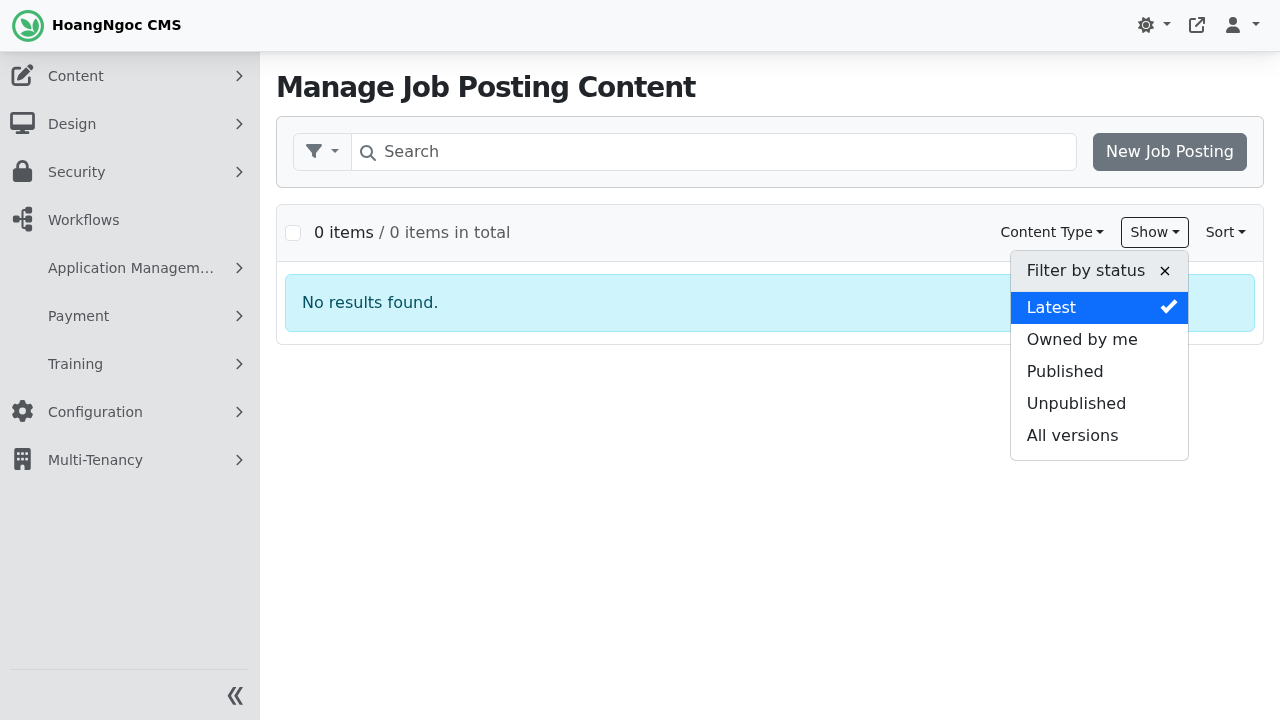 HoangNgoc CMS
Content
Design
Security
Workflows
Application Managem...
Payment
Training
Configuration
Multi-Tenancy
Manage Job Posting Content
Search
New Job Posting
0 items / 0 items in total
Content Type
Show
Sort
No results found.
Filter by status
Latest
Owned by me
Published
Unpublished
All versions